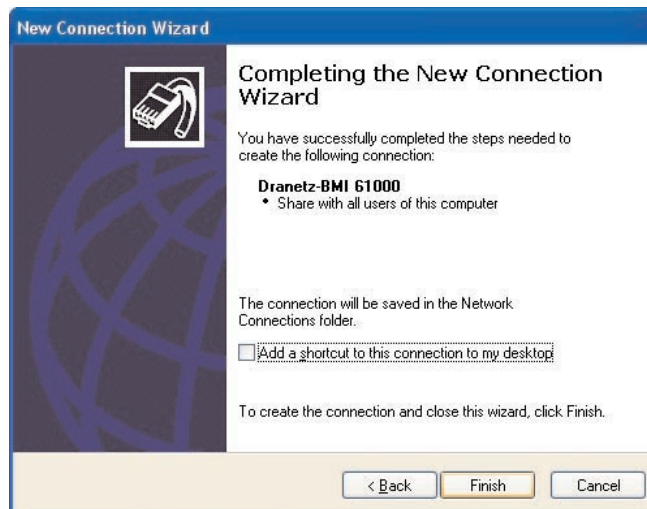 New Connection Wizard
Completing the New Connection
Wizard
You have successfully completed the steps needed to
create the following connection:
Dranetz-BMI 61000
• Share with all users of this computer
The connection will be saved in the Network
Connections folder.
Add a shortcut to this connection to my desktop
To create the connection and close this wizard, click Finish.
< Back Finish Cancel